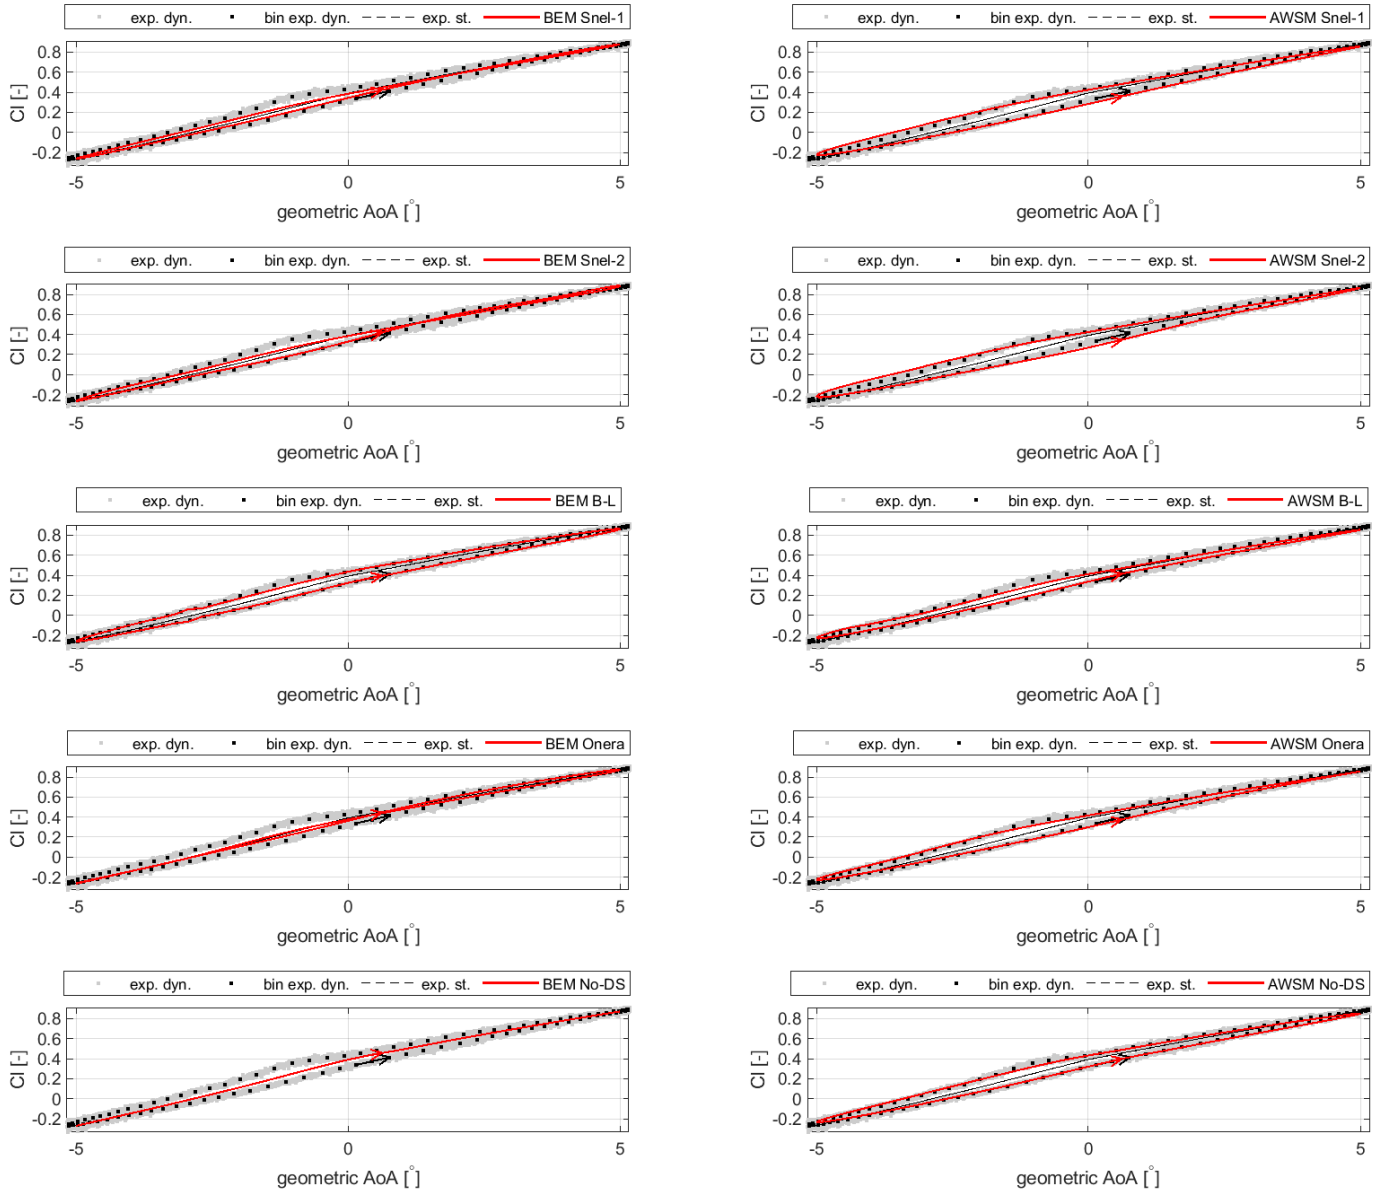 exp. dyn. bin exp. dyn. exp. st. BEM Snel-1
Cl [-]
0.8
0.6
0.4
0.2
0
-0.2
-5 0 5
geometric AoA [°]
exp. dyn. bin exp. dyn. exp. st. AWSM Snel-1
Cl [-]
0.8
0.6
0.4
0.2
0
-0.2
-5 0 5
geometric AoA [°]
exp. dyn. bin exp. dyn. exp. st. BEM Snel-2
Cl [-]
0.8
0.6
0.4
0.2
0
-0.2
-5 0 5
geometric AoA [°]
exp. dyn. bin exp. dyn. exp. st. AWSM Snel-2
Cl [-]
0.8
0.6
0.4
0.2
0
-0.2
-5 0 5
geometric AoA [°]
exp. dyn. bin exp. dyn. exp. st. BEM B-L
Cl [-]
0.8
0.6
0.4
0.2
0
-0.2
-5 0 5
geometric AoA [°]
exp. dyn. bin exp. dyn. exp. st. AWSM B-L
Cl [-]
0.8
0.6
0.4
0.2
0
-0.2
-5 0 5
geometric AoA [°]
exp. dyn. bin exp. dyn. exp. st. BEM Onera
Cl [-]
0.8
0.6
0.4
0.2
0
-0.2
-5 0 5
geometric AoA [°]
exp. dyn. bin exp. dyn. exp. st. AWSM Onera
Cl [-]
0.8
0.6
0.4
0.2
0
-0.2
-5 0 5
geometric AoA [°]
exp. dyn. bin exp. dyn. exp. st. BEM No-DS
Cl [-]
0.8
0.6
0.4
0.2
0
-0.2
-5 0 5
geometric AoA [°]
exp. dyn. bin exp. dyn. exp. st. AWSM No-DS
Cl [-]
0.8
0.6
0.4
0.2
0
-0.2
-5 0 5
geometric AoA [°]